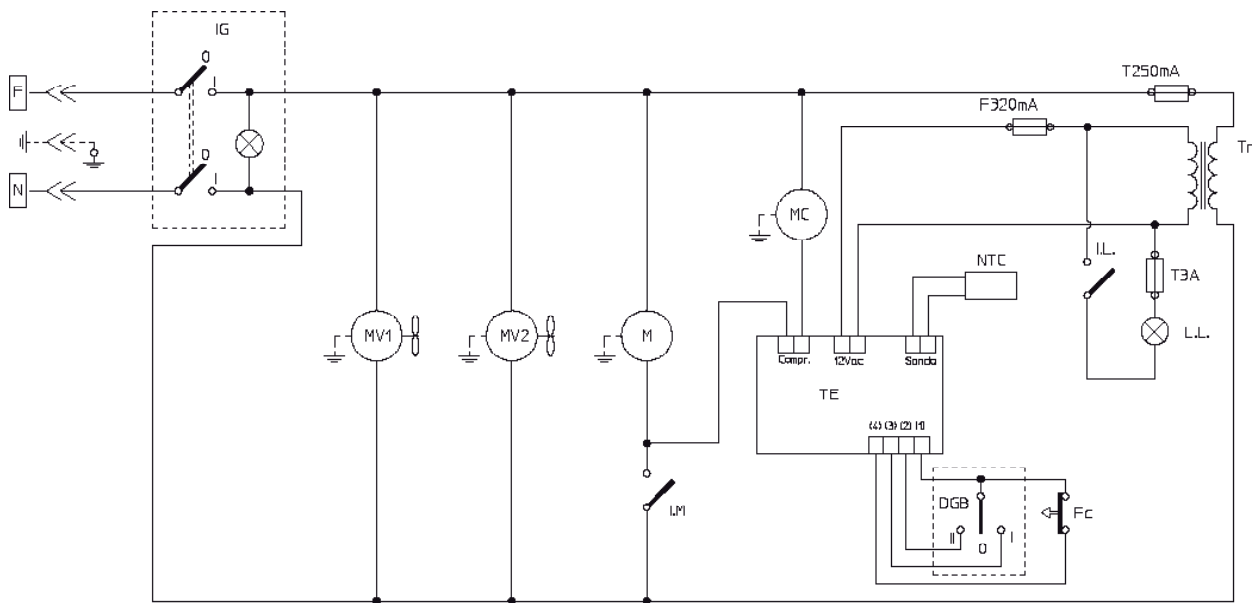 IG
0
I
F
T250mA
F320mA
0
I
N
Tr
MC
I.L.
NTC
T3A
MV1
MV2
M
L.L.
Compr.
12Vac
Sonda
TE
(4) (3) (2) (1)
I.M
DGB
II
0
I
Fc